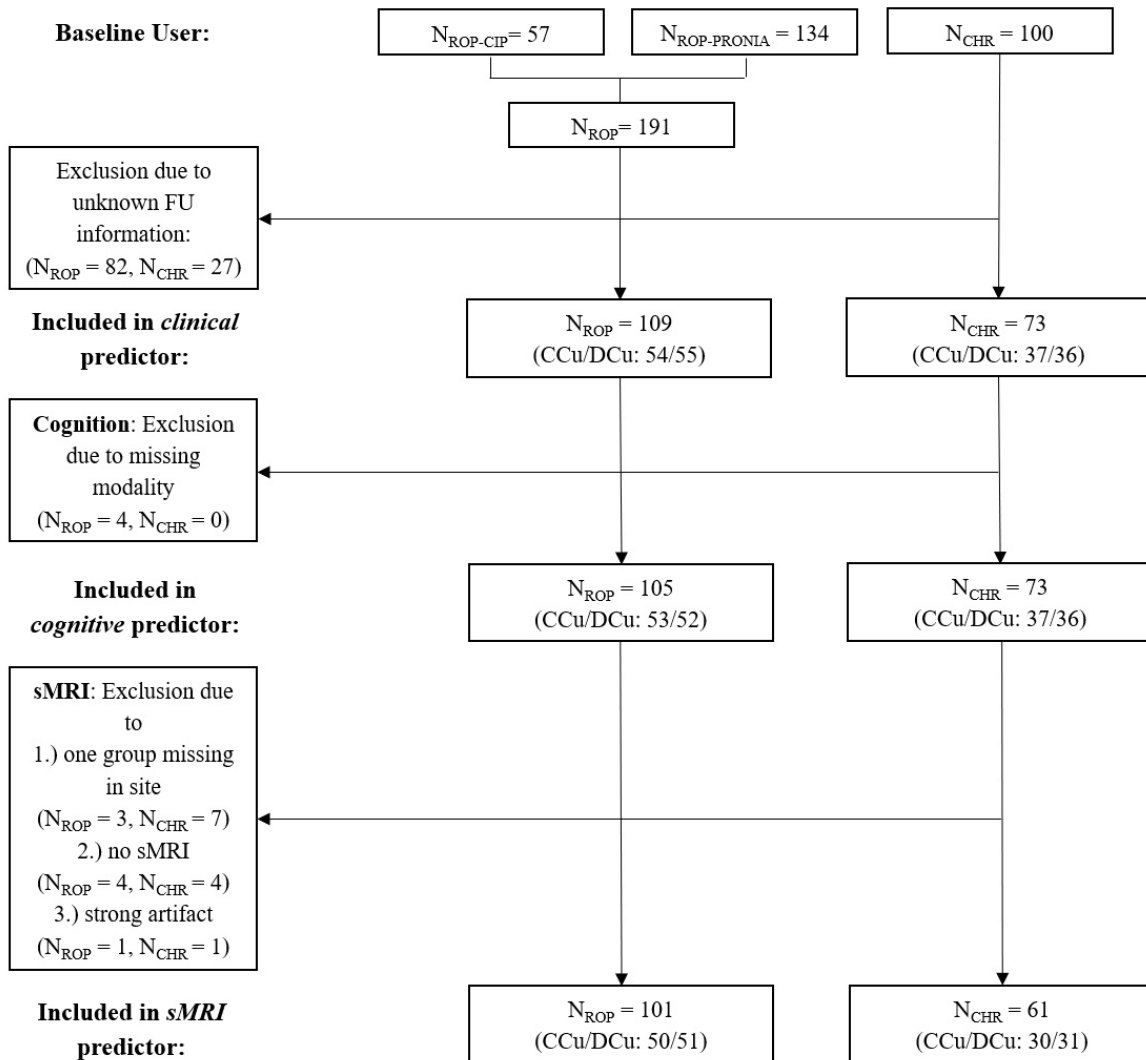 Baseline User:
N_ROP-CIP = 57
N_ROP-PRONIA = 134
N_CHR = 100
N_ROP = 191
Exclusion due to
unknown FU
information:
(N_ROP = 82, N_CHR = 27)
Included in clinical
predictor:
N_ROP = 109
(CCu/DCu: 54/55)
N_CHR = 73
(CCu/DCu: 37/36)
Cognition: Exclusion
due to missing
modality
(N_ROP = 4, N_CHR = 0)
Included in
cognitive predictor:
N_ROP = 105
(CCu/DCu: 53/52)
N_CHR = 73
(CCu/DCu: 37/36)
sMRI: Exclusion due
to
1.) one group missing
in site
(N_ROP = 3, N_CHR = 7)
2.) no sMRI
(N_ROP = 4, N_CHR = 4)
3.) strong artifact
(N_ROP = 1, N_CHR = 1)
Included in sMRI
predictor:
N_ROP = 101
(CCu/DCu: 50/51)
N_CHR = 61
(CCu/DCu: 30/31)